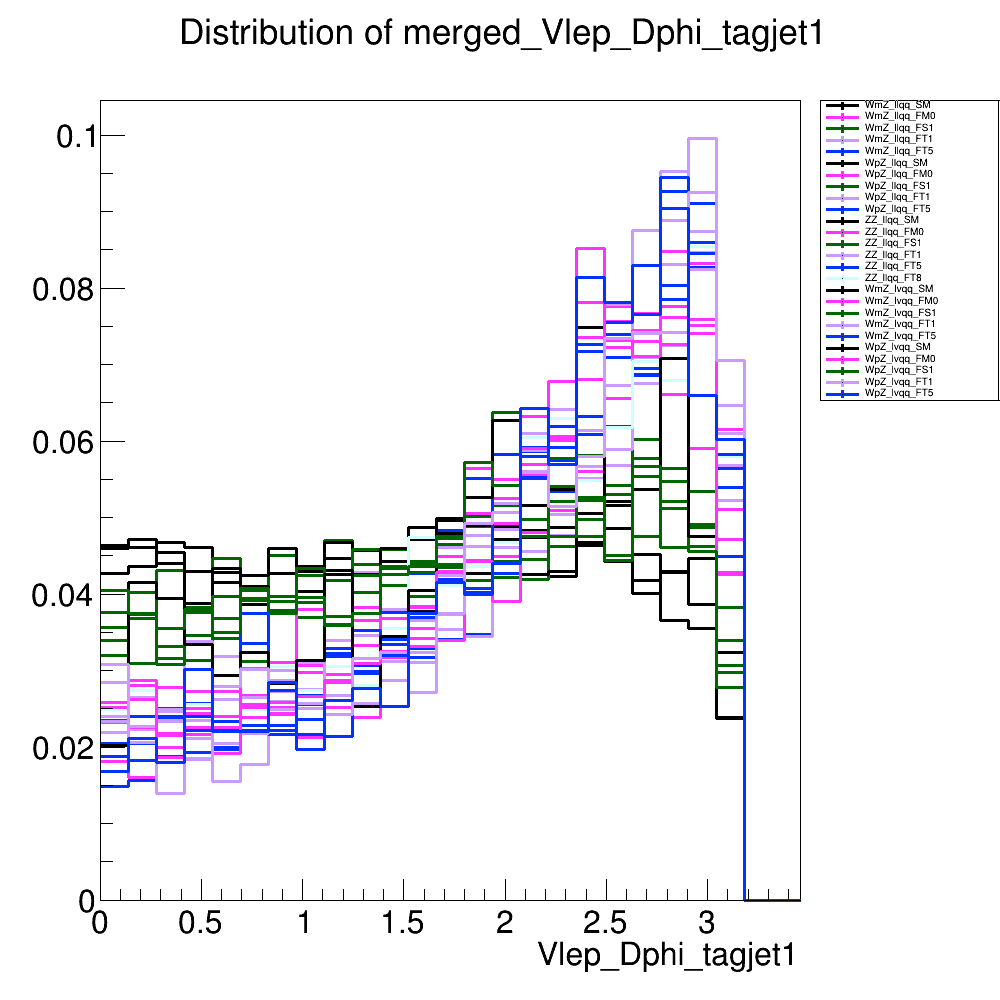 Distribution of merged_Vlep_Dphi_tagjet1
WmZ_llqq_SM
WmZ_llqq_FM0
WmZ_llqq_FS1
WmZ_llqq_FT1
WmZ_llqq_FT5
WpZ_llqq_SM
WpZ_llqq_FM0
WpZ_llqq_FS1
WpZ_llqq_FT1
WpZ_llqq_FT5
ZZ_llqq_SM
ZZ_llqq_FM0
ZZ_llqq_FS1
ZZ_llqq_FT1
ZZ_llqq_FT5
ZZ_llqq_FT8
WmZ_lvqq_SM
WmZ_lvqq_FM0
WmZ_lvqq_FS1
WmZ_lvqq_FT1
WmZ_lvqq_FT5
WpZ_lvqq_SM
WpZ_lvqq_FM0
WpZ_lvqq_FS1
WpZ_lvqq_FT1
WpZ_lvqq_FT5
0.1
0.08
0.06
0.04
0.02
0
0 0.5 1 1.5 2 2.5 3
Vlep_Dphi_tagjet1